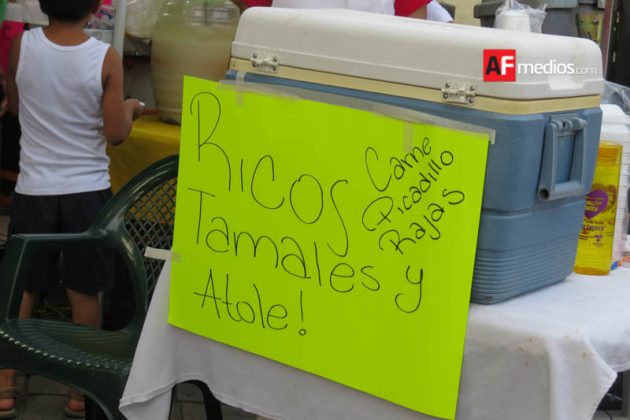 AFmedios.com
Ricos
Tamales y
Atole!
Carne
Picadillo
Rajas